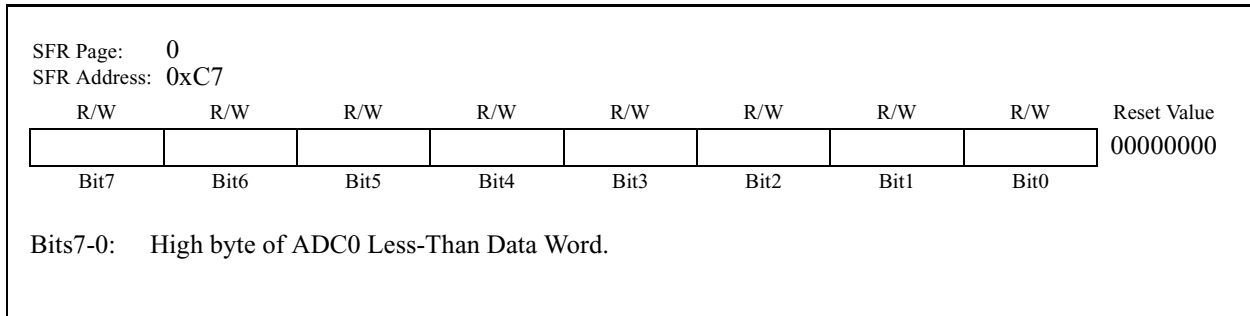 SFR Page: 0
SFR Address: 0xC7
R/W R/W R/W R/W R/W R/W R/W R/W Reset Value
00000000
Bit7 Bit6 Bit5 Bit4 Bit3 Bit2 Bit1 Bit0
Bits7-0: High byte of ADC0 Less-Than Data Word.